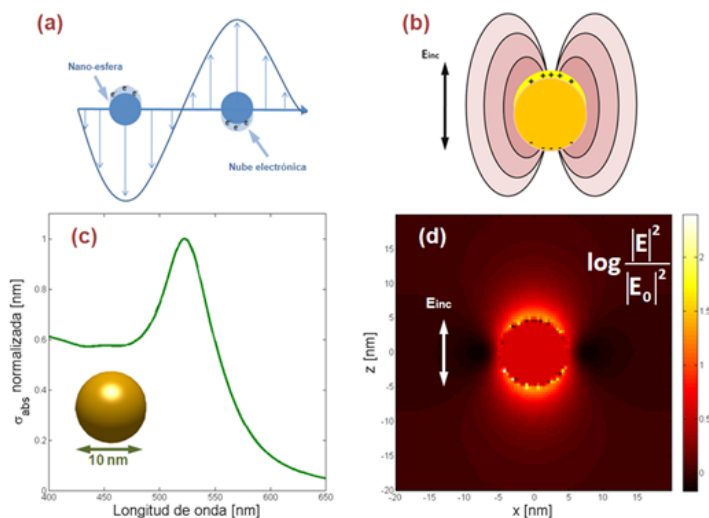 (a)
Nano-esfera
e e e
e e e
Nube electrónica
(b)
Einc
+ + + + +
- - - -
(c)
σabs normalizada [nm]
1
0.8
0.6
0.4
0.2
0
400 450 500 550 600 650
Longitud de onda [nm]
10 nm
(d)
log |E|² / |E₀|²
Einc
z [nm]
20
15
10
5
0
-5
-10
-15
-20
-20 -15 -10 -5 0 5 10 15
x [nm]
2
1.5
1
0.5
0